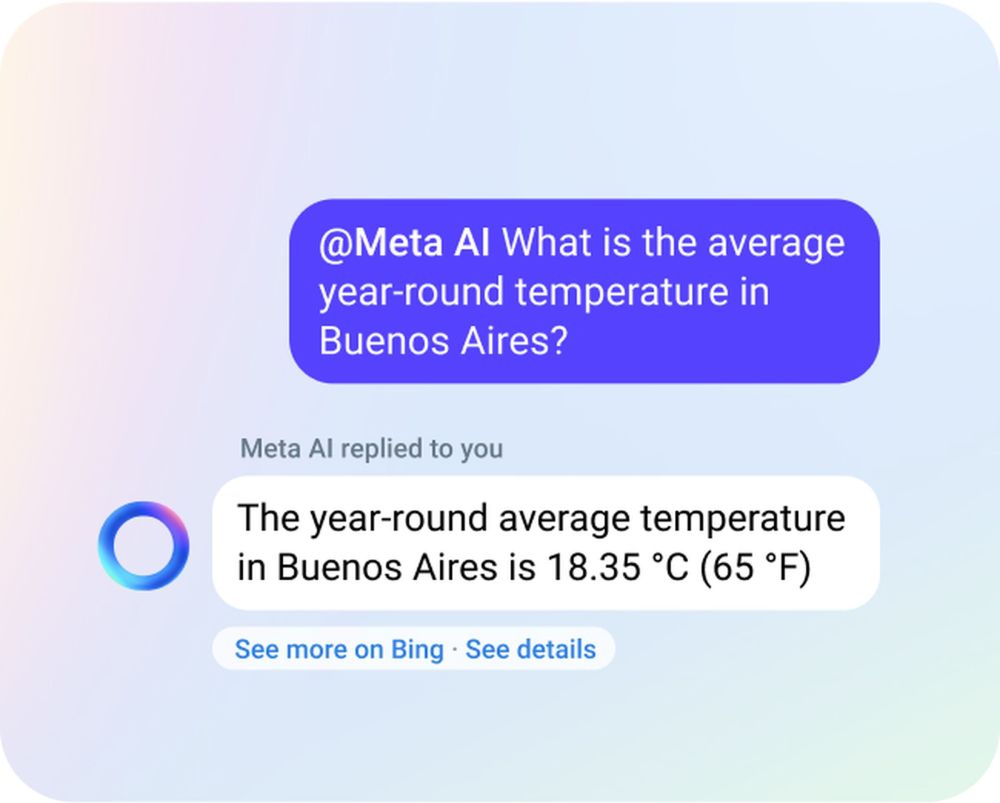 @Meta AI What is the average
year-round temperature in
Buenos Aires?
Meta AI replied to you
The year-round average temperature
in Buenos Aires is 18.35 °C (65 °F)
See more on Bing · See details